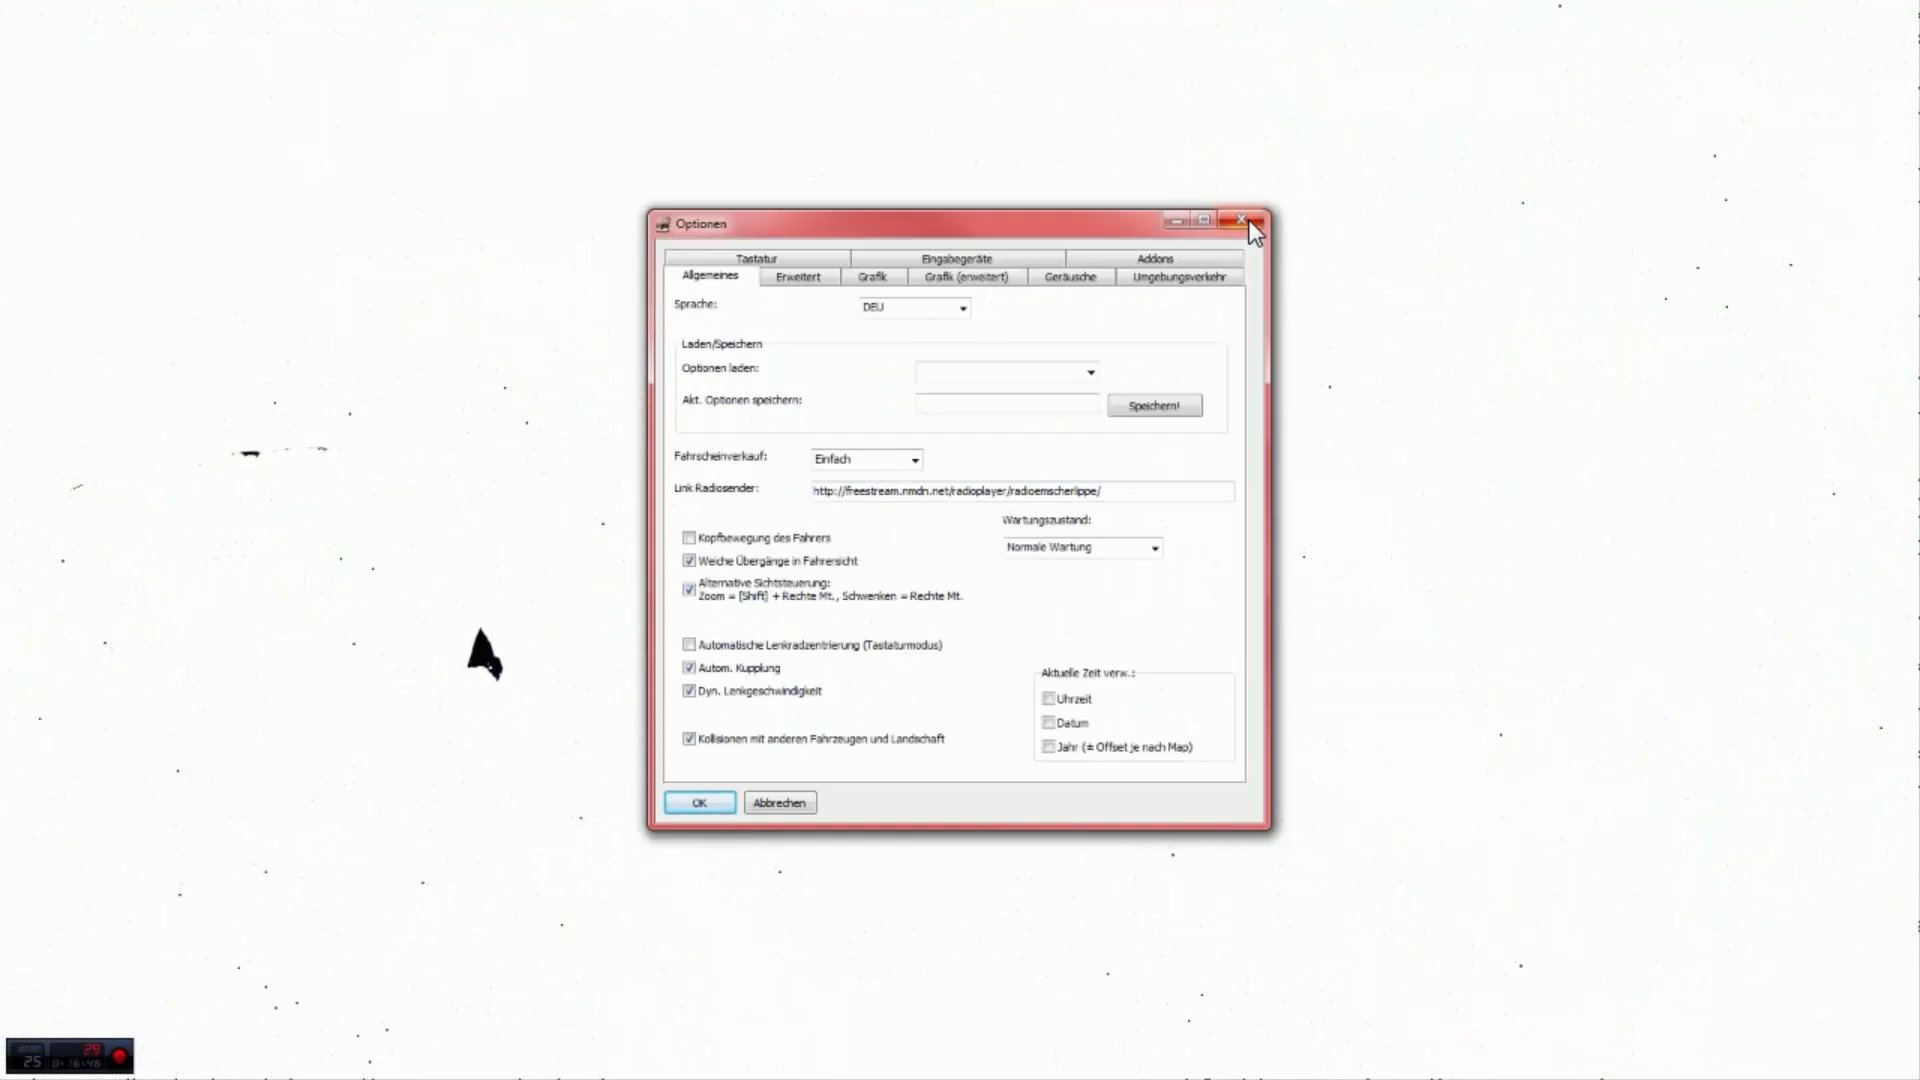 Optionen
Tastatur Eingabegeräte Addons
Allgemeines Erweitert Grafik Grafik (erweitert) Geräusche Umgebungsverkehr
Sprache: DEU
Laden/Speichern
Optionen laden:
Akt. Optionen speichern: Speichern!
Fahrscheinverkauf: Einfach
Link Radiosender: http://freestream.nmdn.net/radioplayer/radioemscherlippe/
Wartungszustand:
Kopfbewegung des Fahrers
Normale Wartung
Weiche Übergänge in Fahrersicht
Alternative Sichtsteuerung:
Zoom = [Shift] + Rechte Mt., Schwenken = Rechte Mt.
Automatische Lenkradzentrierung (Tastaturmodus)
Autom. Kupplung
Dyn. Lenkgeschwindigkeit
Kollisionen mit anderen Fahrzeugen und Landschaft
Aktuelle Zeit verw.:
Uhrzeit
Datum
Jahr (± Offset je nach Map)
OK Abbrechen
29
25